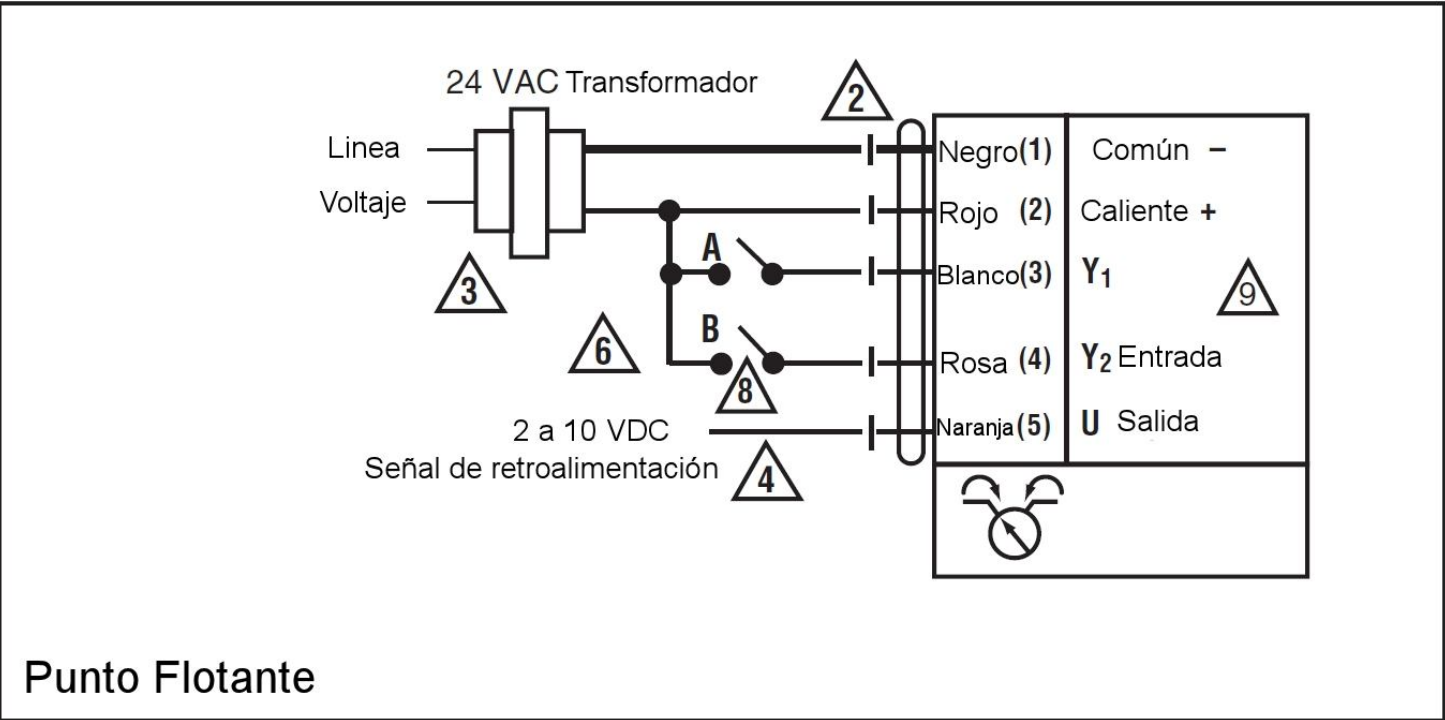 24 VAC Transformador
2
Linea
Negro(1) Común −
Voltaje
Rojo (2) Caliente +
A
3
Blanco(3) Y1
9
B
6
Rosa (4) Y2 Entrada
8
2 a 10 VDC
Naranja(5) U Salida
Señal de retroalimentación
4
Punto Flotante